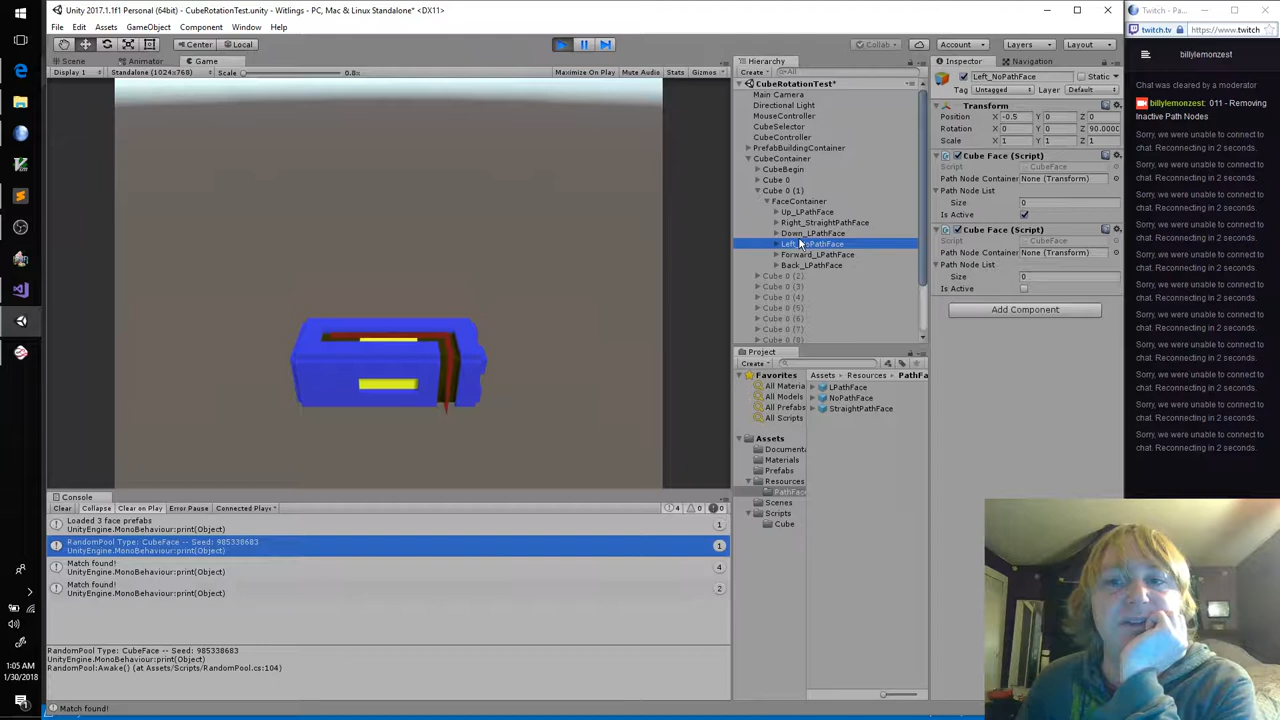 Unity 2017.1.1f1 Personal (64bit) - CubeRotationTest.unity - Witlings - PC, Mac & Linux Standalone* <DX11>
File Edit Assets GameObject Component Window Help
Center Local
Collab Account Layers Layout
Scene Animator Game
Display 1 Standalone (1024x768) Scale 0.8x Maximize On Play Mute Audio Stats Gizmos
Hierarchy
Create All
CubeRotationTest*
Main Camera
Directional Light
MouseController
CubeSelector
CubeController
PrefabBuildingContainer
CubeContainer
CubeBegin
Cube 0
Cube 0 (1)
FaceContainer
Up_LPathFace
Right_StraightPathFace
Down_LPathFace
Left_NoPathFace
Forward_LPathFace
Back_LPathFace
Cube 0 (2)
Cube 0 (3)
Cube 0 (4)
Cube 0 (5)
Cube 0 (6)
Cube 0 (7)
Cube 0 (8)
Inspector Navigation
Left_NoPathFace Static
Tag Untagged Layer Default
Transform
Position X -0.5 Y 0 Z 0
Rotation X 0 Y 0 Z 90.0000
Scale X 1 Y 1 Z 1
Cube Face (Script)
Script CubeFace
Path Node Container None (Transform)
Path Node List
Size 0
Is Active
Cube Face (Script)
Script CubeFace
Path Node Container None (Transform)
Path Node List
Size 0
Is Active
Add Component
Project
Create
Favorites
All Materia
All Models
All Prefabs
All Scripts
Assets
Documenta
Materials
Prefabs
Resources
PathFac
Scenes
Scripts
Cube
Assets Resources PathFa
LPathFace
NoPathFace
StraightPathFace
Console
Clear Collapse Clear on Play Error Pause Connected Play 4 0 0
Loaded 3 face prefabs
UnityEngine.MonoBehaviour:print(Object)
1
RandomPool Type: CubeFace -- Seed: 985338683
UnityEngine.MonoBehaviour:print(Object)
1
Match found!
UnityEngine.MonoBehaviour:print(Object)
4
Match found!
UnityEngine.MonoBehaviour:print(Object)
2
RandomPool Type: CubeFace -- Seed: 985338683
UnityEngine.MonoBehaviour:print(Object)
RandomPool:Awake() (at Assets/Scripts/RandomPool.cs:104)
Match found!
1:05 AM
1/30/2018
Twitch - Pa
twitch.tv https://www.twitch
billylemonzest
Chat was cleared by a moderator
billylemonzest: 011 - Removing
Inactive Path Nodes
Sorry, we were unable to connect to
chat. Reconnecting in 2 seconds.
Sorry, we were unable to connect to
chat. Reconnecting in 2 seconds.
Sorry, we were unable to connect to
chat. Reconnecting in 2 seconds.
Sorry, we were unable to connect to
chat. Reconnecting in 2 seconds.
Sorry, we were unable to connect to
chat. Reconnecting in 2 seconds.
Sorry, we were unable to connect to
chat. Reconnecting in 2 seconds.
Sorry, we were unable to connect to
chat. Reconnecting in 2 seconds.
Sorry, we were unable to connect to
chat. Reconnecting in 2 seconds.
Sorry, we were unable to connect to
chat. Reconnecting in 2 seconds.
Sorry, we were unable to connect to
chat. Reconnecting in 2 seconds.
Sorry, we were unable to connect to
chat. Reconnecting in 2 seconds.